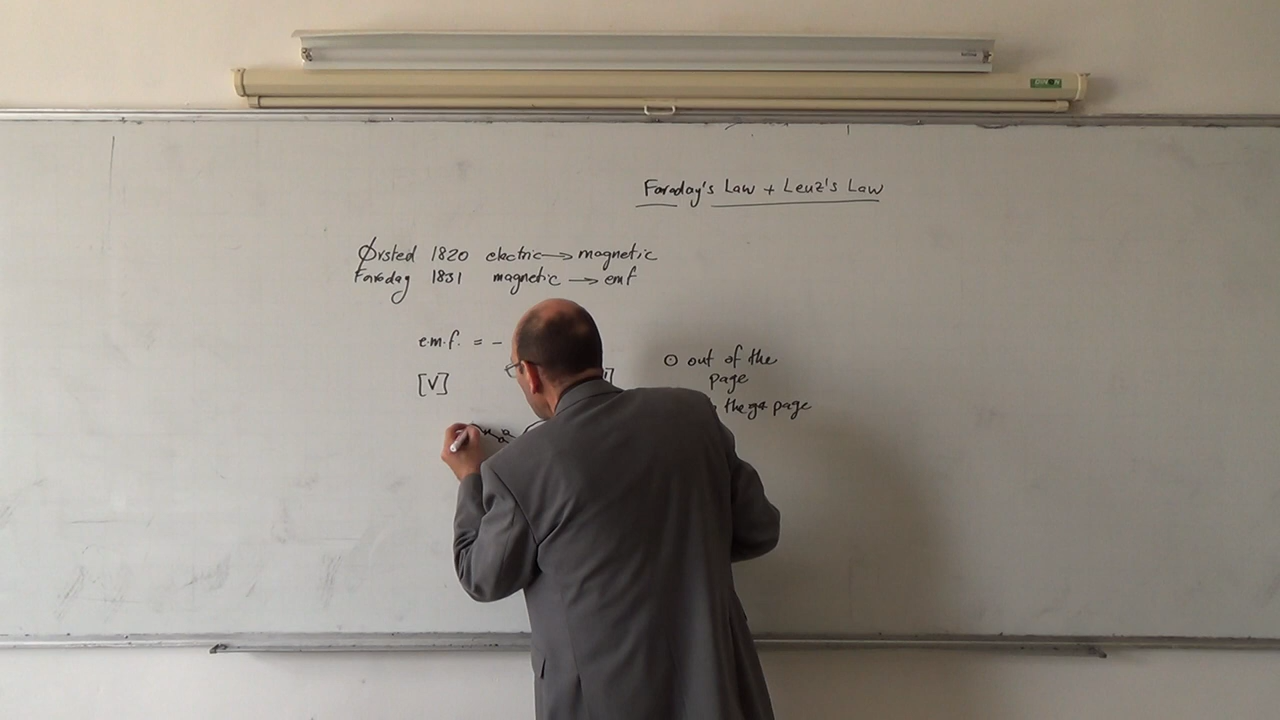 Faraday's Law + Lenz's Law
Ørsted 1820 electric → magnetic
Faraday 1831 magnetic → emf
e.m.f. = -
[V]
⊙ out of the
page
the page